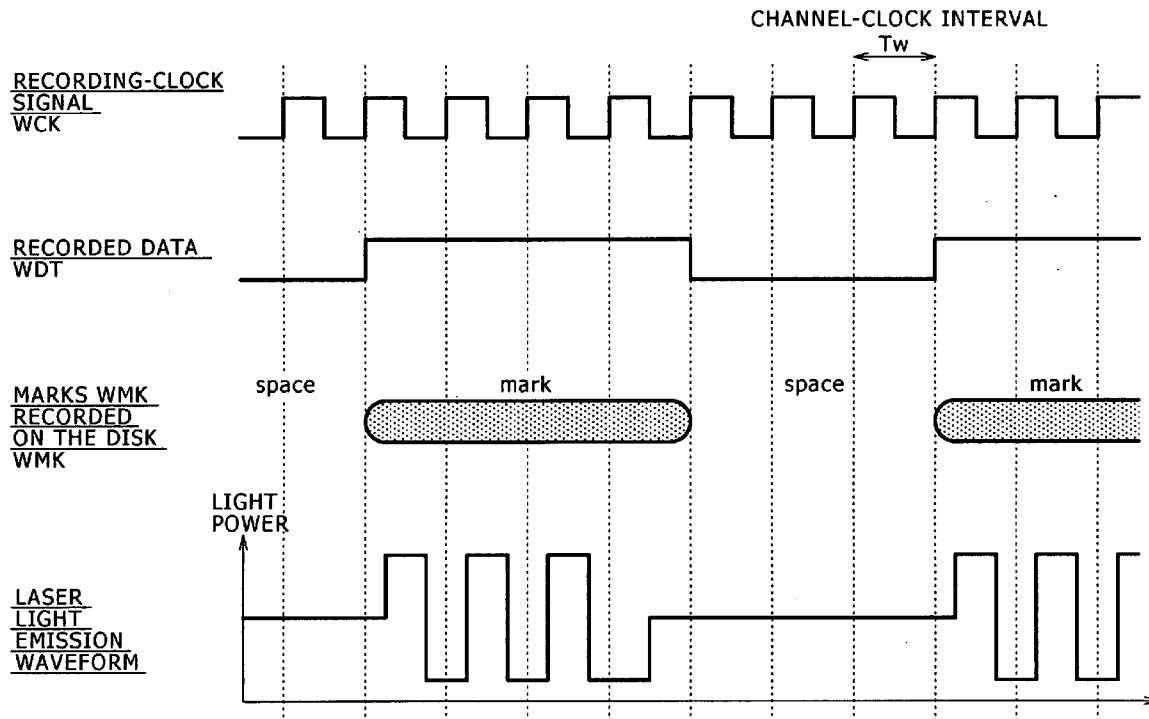 CHANNEL-CLOCK INTERVAL
Tw
RECORDING-CLOCK
SIGNAL
WCK
RECORDED DATA
WDT
space
mark
space
mark
MARKS WMK
RECORDED
ON THE DISK
WMK
LIGHT
POWER
LASER
LIGHT
EMISSION
WAVEFORM